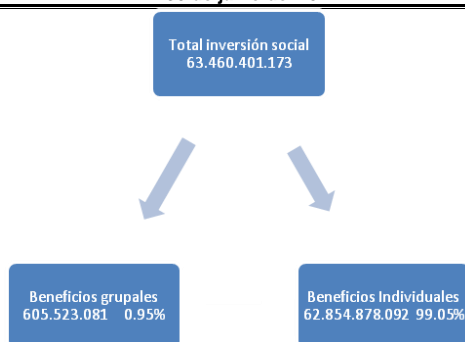 Total inversión social
63.460.401.173
Beneficios grupales
605.523.081 0.95%
Beneficios Individuales
62.854.878.092 99.05%